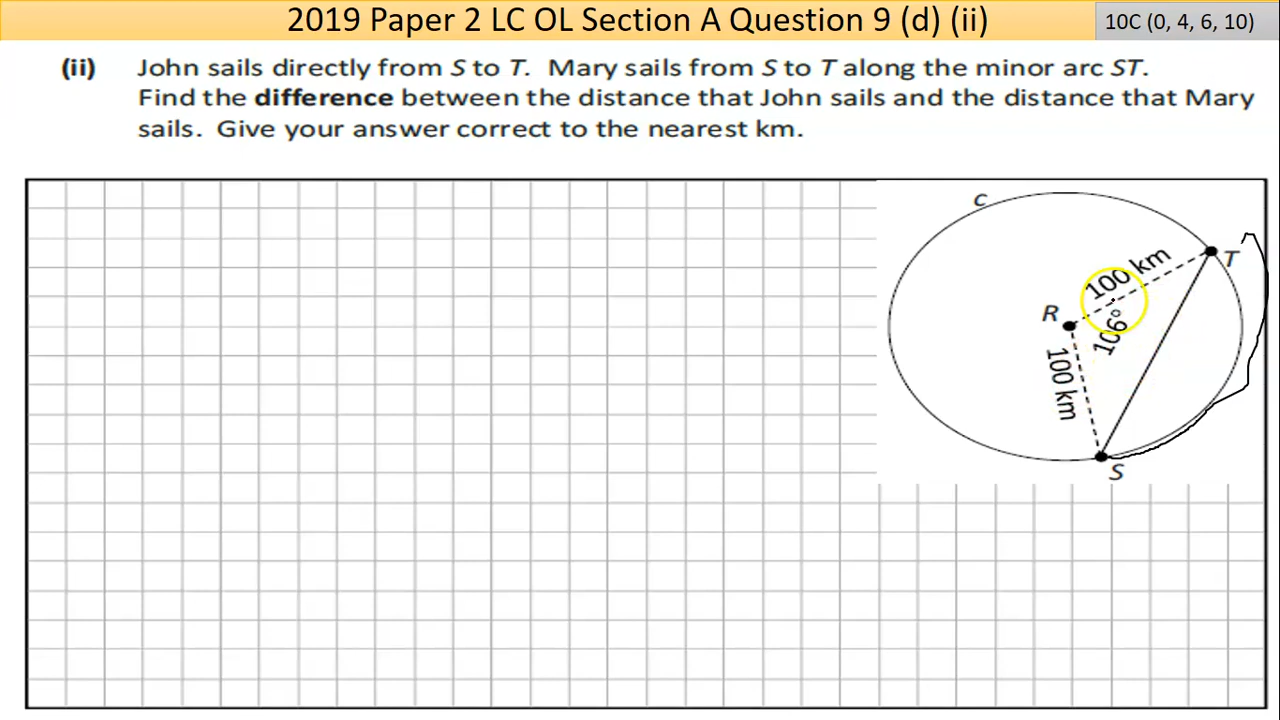 2019 Paper 2 LC OL Section A Question 9 (d) (ii)
10C (0, 4, 6, 10)
(ii) John sails directly from S to T. Mary sails from S to T along the minor arc ST.
Find the difference between the distance that John sails and the distance that Mary
sails. Give your answer correct to the nearest km.
C
100 km
T
R
106°
100 km
S